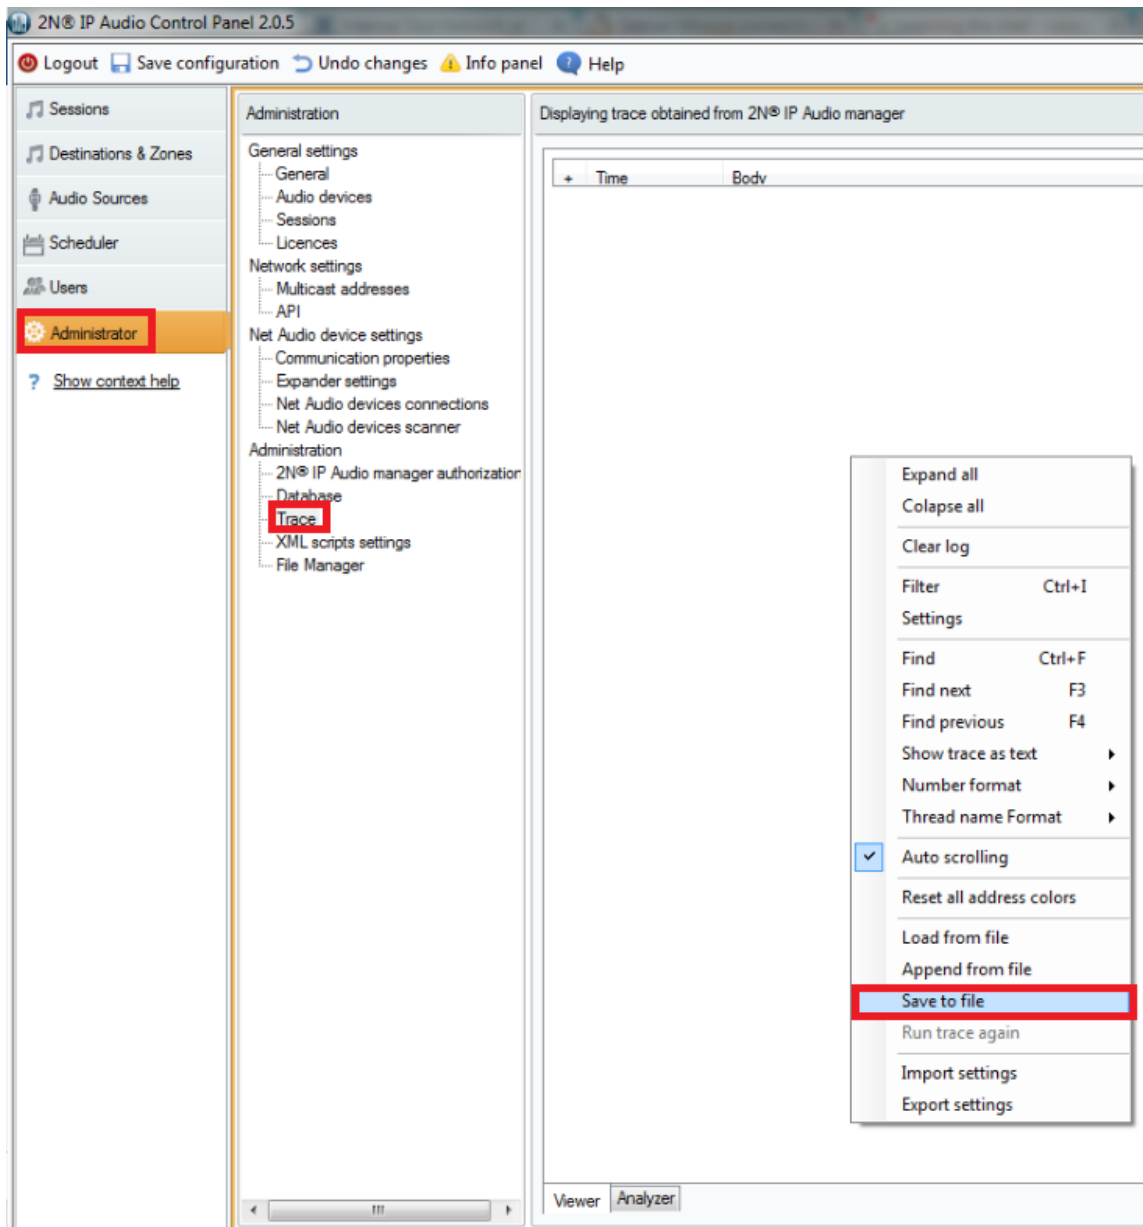 2N® IP Audio Control Panel 2.0.5
Logout Save configuration Undo changes Info panel Help
Sessions
Destinations & Zones
Audio Sources
Scheduler
Users
Administrator
? Show context help
Administration
General settings
General
Audio devices
Sessions
Licences
Network settings
Multicast addresses
API
Net Audio device settings
Communication properties
Expander settings
Net Audio devices connections
Net Audio devices scanner
Administration
2N® IP Audio manager authorization
Database
Trace
XML scripts settings
File Manager
Displaying trace obtained from 2N® IP Audio manager
+ Time Body
Expand all
Colapse all
Clear log
Filter Ctrl+I
Settings
Find Ctrl+F
Find next F3
Find previous F4
Show trace as text
Number format
Thread name Format
Auto scrolling
Reset all address colors
Load from file
Append from file
Save to file
Run trace again
Import settings
Export settings
Viewer Analyzer